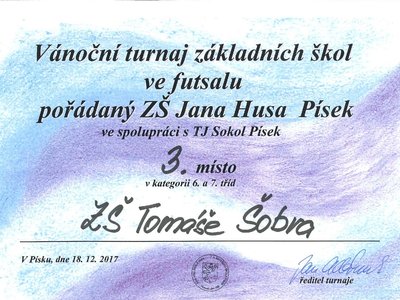 Vánoční turnaj základních škol
ve futsalu
pořádaný ZŠ Jana Husa Písek
ve spolupráci s TJ Sokol Písek
3. místo
v kategorii 6. a 7. tříd
ZŠ Tomáše Šobra
V Písku, dne 18. 12. 2017
ředitel turnaje